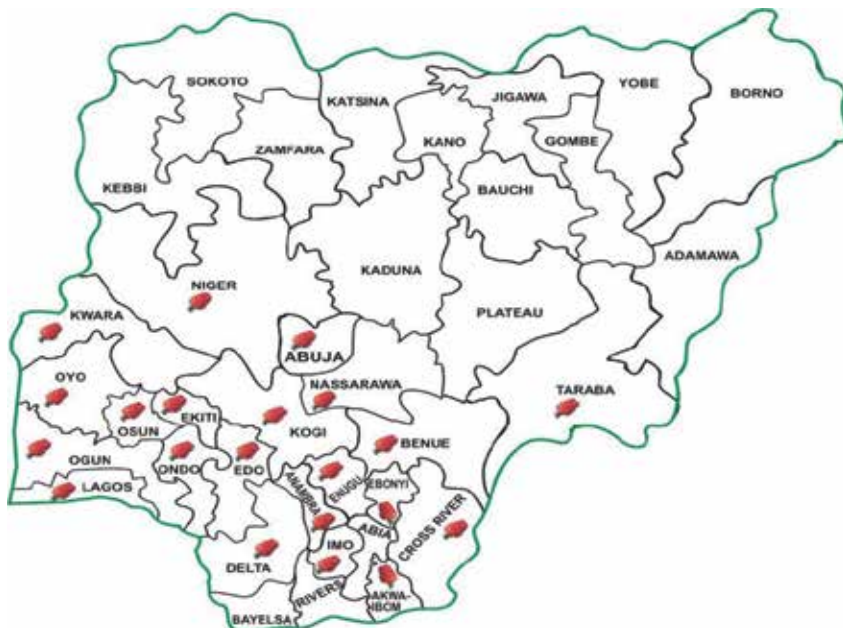 SOKOTO
KATSINA
JIGAWA
YOBE
BORNO
ZAMFARA
KANO
GOMBE
KEBSI
BAUCHI
KADUNA
ADAMAWA
NIGER
PLATEAU
KWARA
ABUJA
OYO
NASSARAWA
TARABA
OSUN
EKITI
KOGI
BENUE
OGUN
ONDO
EDO
ANAMBRA
ENUGU
EBONYI
LAGOS
ABIA
CROSS RIVER
DELTA
IMO
RIVERS
AKWA-
IBOM
BAYELSA